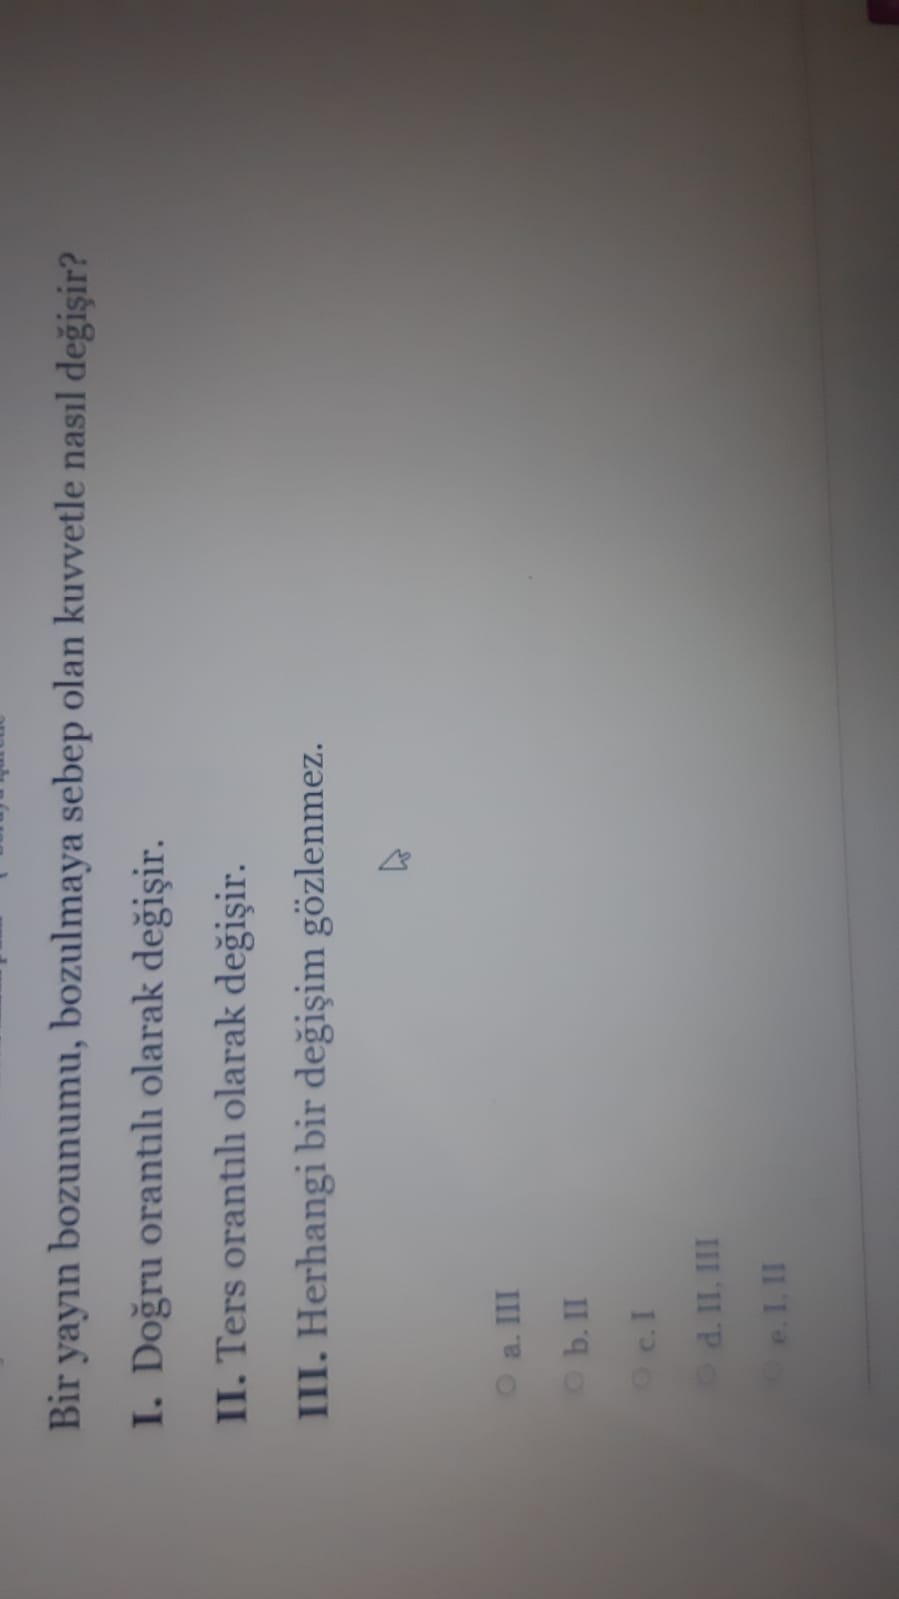 Bir yayın bozunumu, bozulmaya sebep olan kuvvetle nasıl değişir?
I. Doğru orantılı olarak değişir.
II. Ters orantılı olarak değişir.
III. Herhangi bir değişim gözlenmez.
a. III
b. II
c. I
d. II, III
e. I, II